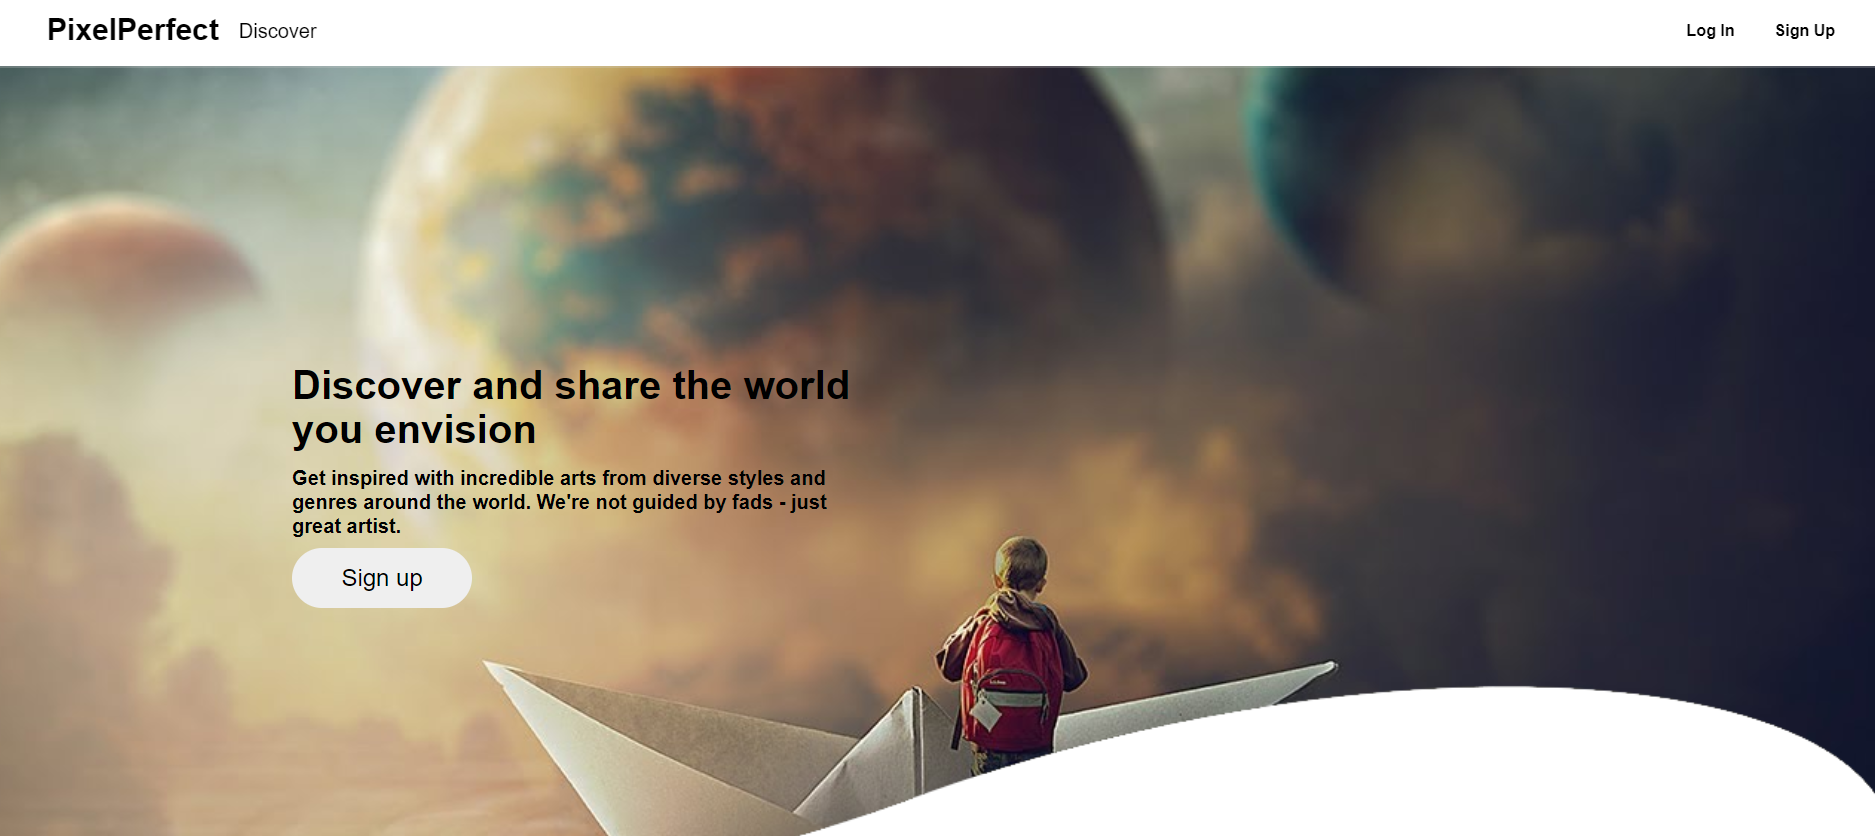 PixelPerfect Discover Log In Sign Up
Discover and share the world
you envision
Get inspired with incredible arts from diverse styles and
genres around the world. We're not guided by fads - just
great artist.
Sign up